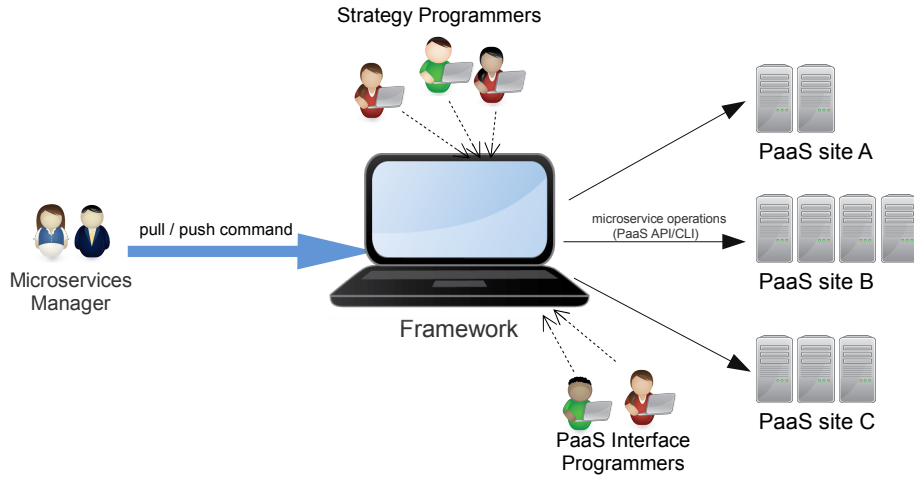 Strategy Programmers
PaaS site A
pull / push command
microservice operations
(PaaS API/CLI)
Microservices
Manager
PaaS site B
Framework
PaaS site C
PaaS Interface
Programmers